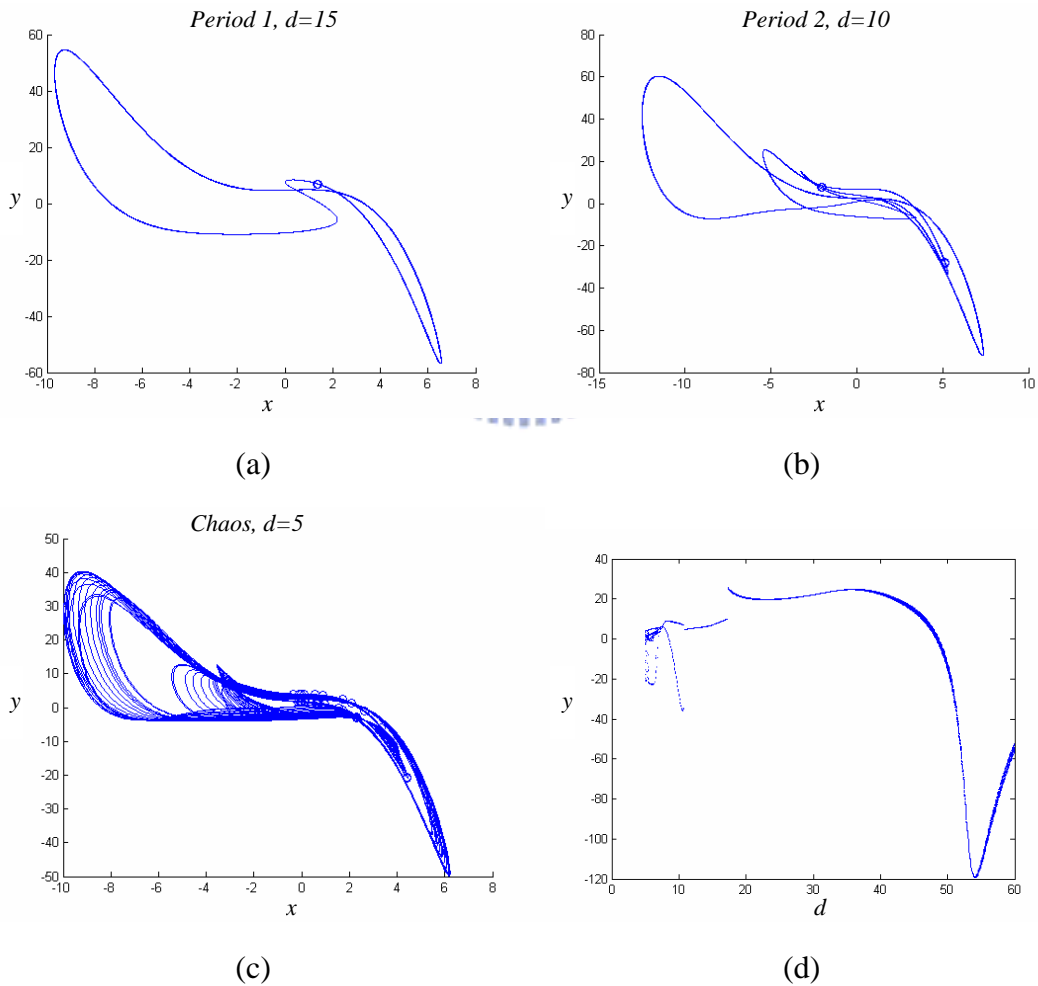 Period 1, d=15
60
40
20
0
-20
-40
-60
y
-10 -8 -6 -4 -2 0 2 4 6 8
x
(a)
Period 2, d=10
80
60
40
20
0
-20
-40
-60
-80
y
-15 -10 -5 0 5 10
x
(b)
Chaos, d=5
50
40
30
20
10
0
-10
-20
-30
-40
-50
y
-10 -8 -6 -4 -2 0 2 4 6 8
x
(c)
40
20
0
-20
-40
-60
-80
-100
-120
y
0 10 20 30 40 50 60
d
(d)